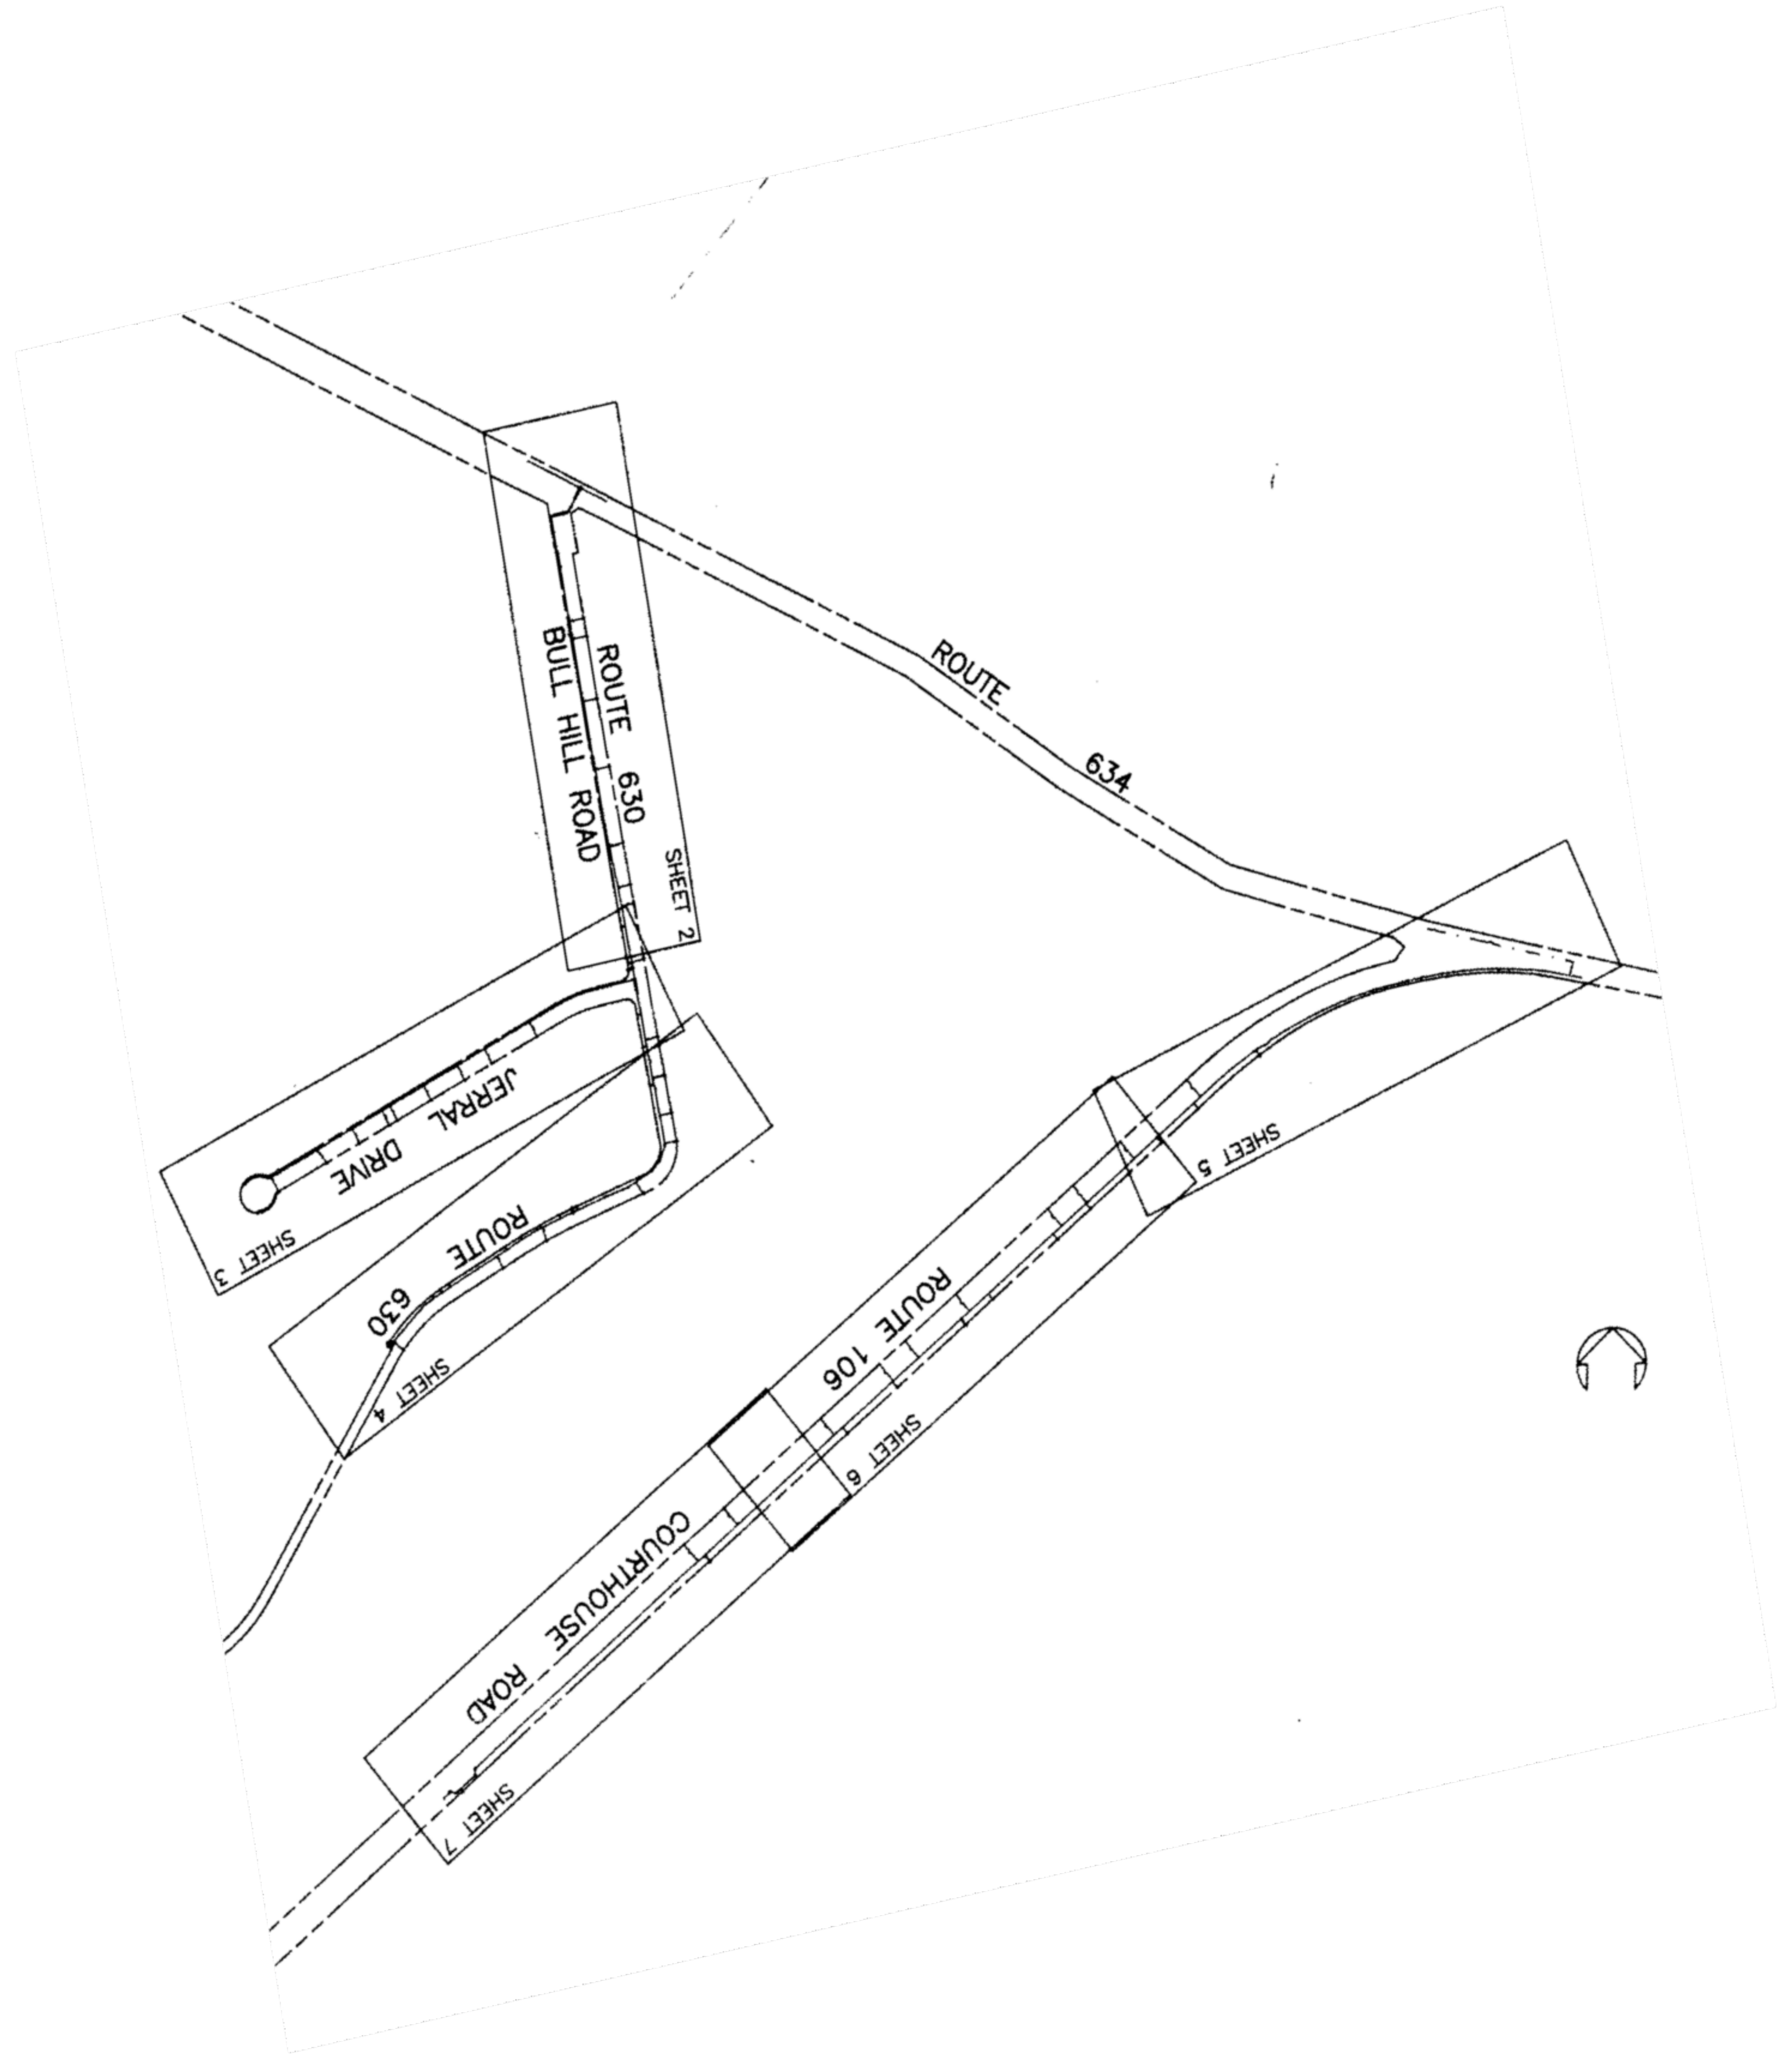 ROUTE 634
ROUTE 630
BULL HILL ROAD
SHEET 2
JERRAL DRIVE
SHEET 3
ROUTE 630
SHEET 4
SHEET 5
ROUTE 106
SHEET 6
COURTHOUSE ROAD
SHEET 7